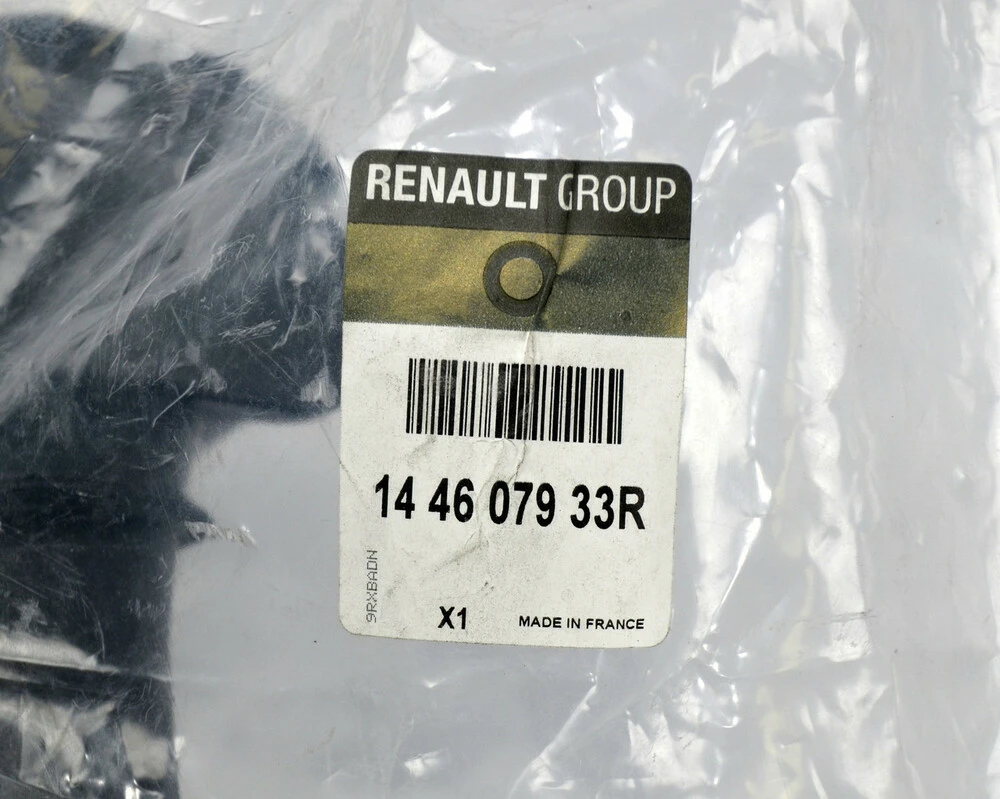 RENAULT GROUP
14 46 079 33R
9RXBADN
X1
MADE IN FRANCE